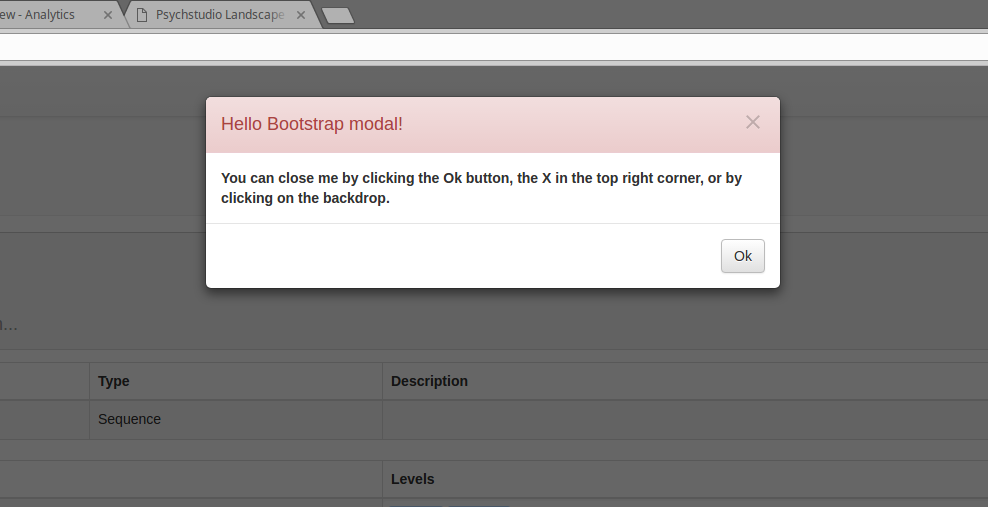 ew - Analytics
Psychstudio Landscape
Hello Bootstrap modal!
You can close me by clicking the Ok button, the X in the top right corner, or by
clicking on the backdrop.
Ok
...
Type Description
Sequence
Levels